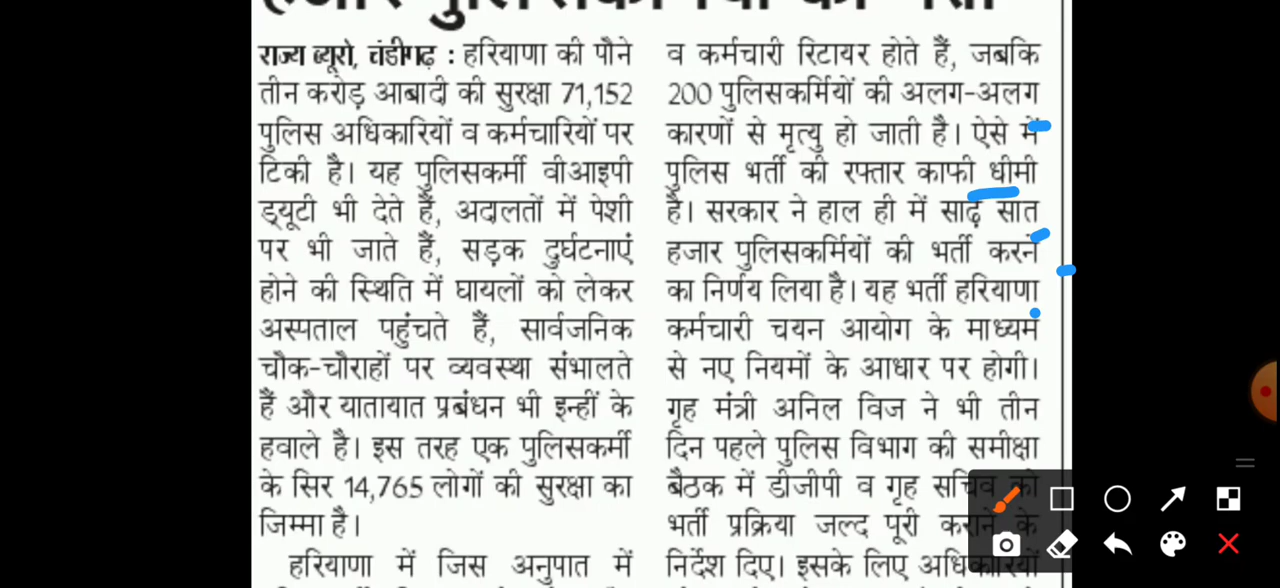 राज्य ब्यूरो, चंडीगढ़ : हरियाणा की पौने
तीन करोड़ आबादी की सुरक्षा 71,152
पुलिस अधिकारियों व कर्मचारियों पर
टिकी है। यह पुलिसकर्मी वीआइपी
ड्यूटी भी देते हैं, अदालतों में पेशी
पर भी जाते हैं, सड़क दुर्घटनाएं
होने की स्थिति में घायलों को लेकर
अस्पताल पहुंचते हैं, सार्वजनिक
चौक-चौराहों पर व्यवस्था संभालते
हैं और यातायात प्रबंधन भी इन्हीं के
हवाले है। इस तरह एक पुलिसकर्मी
के सिर 14,765 लोगों की सुरक्षा का
जिम्मा है।
हरियाणा में जिस अनुपात में
व कर्मचारी रिटायर होते हैं, जबकि
200 पुलिसकर्मियों की अलग-अलग
कारणों से मृत्यु हो जाती है। ऐसे में
पुलिस भर्ती की रफ्तार काफी धीमी
है। सरकार ने हाल ही में साढ़े सात
हजार पुलिसकर्मियों की भर्ती करने
का निर्णय लिया है। यह भर्ती हरियाणा
कर्मचारी चयन आयोग के माध्यम
से नए नियमों के आधार पर होगी।
गृह मंत्री अनिल विज ने भी तीन
दिन पहले पुलिस विभाग की समीक्षा
बैठक में डीजीपी व गृह सचिव को
भर्ती प्रक्रिया जल्द पूरी कराने के
निर्देश दिए। इसके लिए अधिकारियों